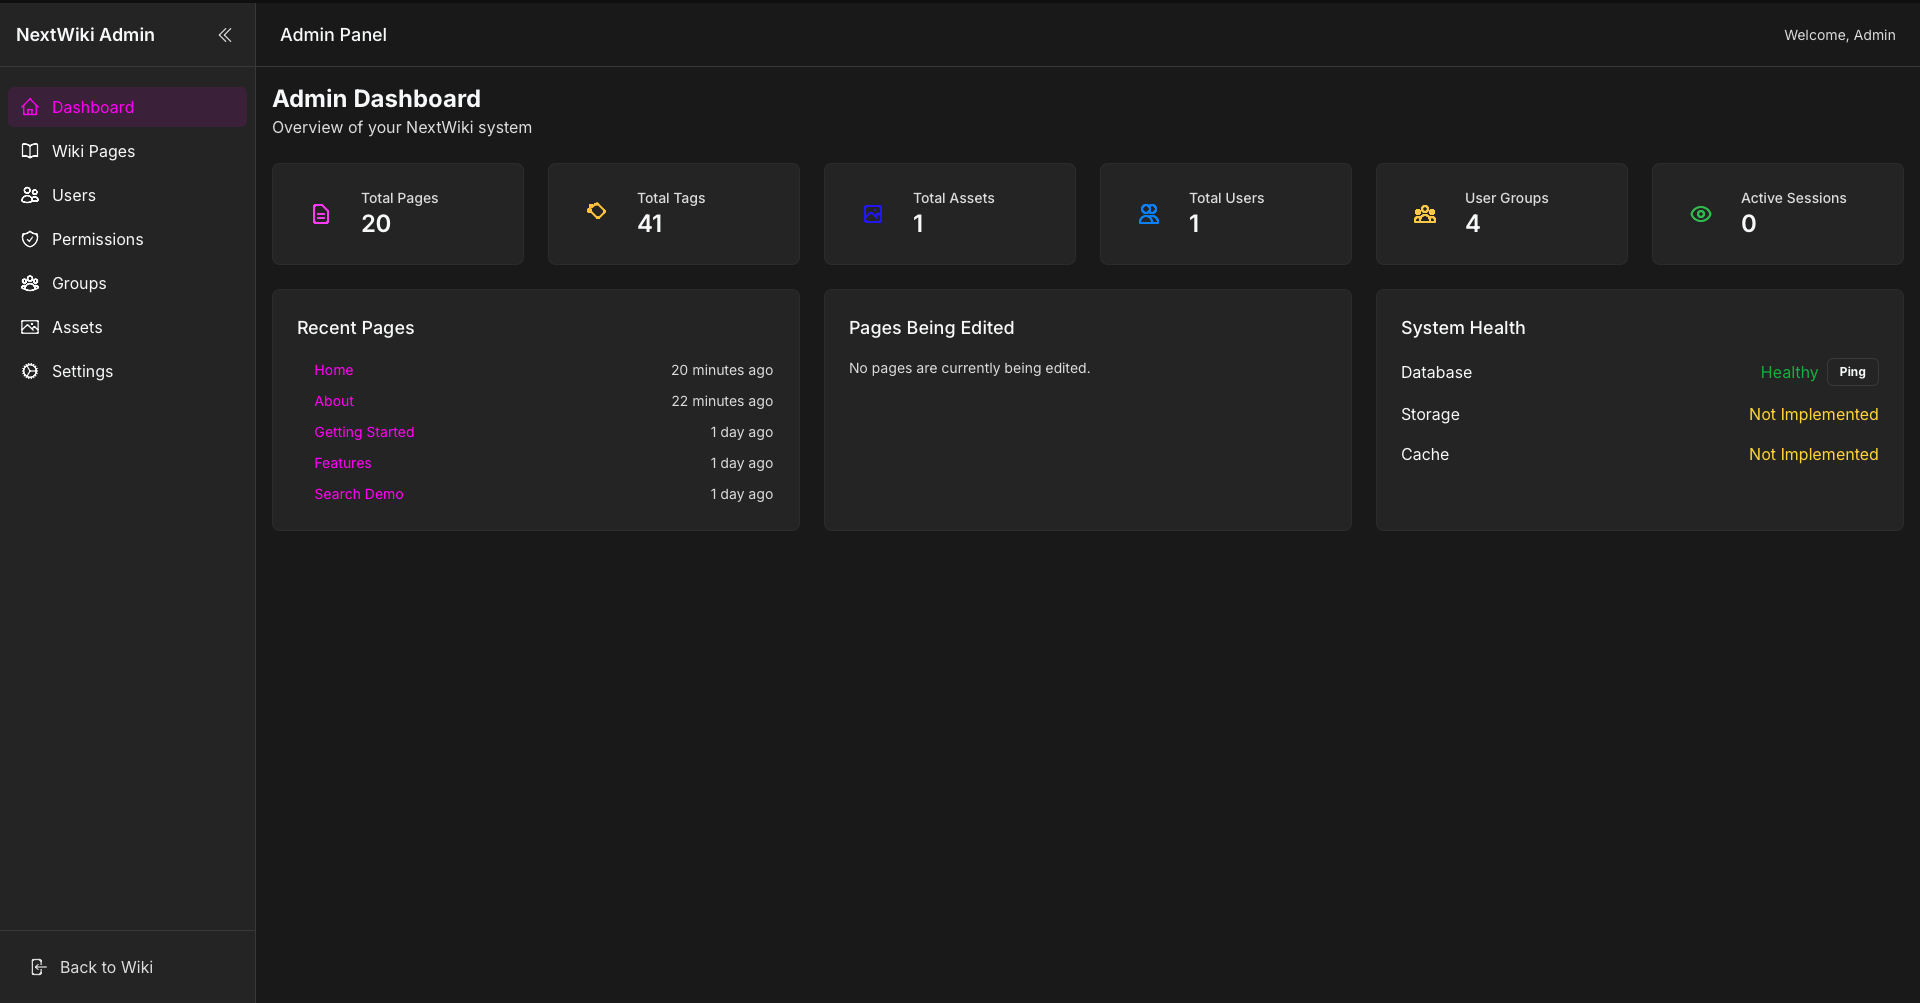 NextWiki Admin
Admin Panel
Welcome, Admin
Dashboard
Wiki Pages
Users
Permissions
Groups
Assets
Settings
Back to Wiki
Admin Dashboard
Overview of your NextWiki system
Total Pages
20
Total Tags
41
Total Assets
1
Total Users
1
User Groups
4
Active Sessions
0
Recent Pages
Home 20 minutes ago
About 22 minutes ago
Getting Started 1 day ago
Features 1 day ago
Search Demo 1 day ago
Pages Being Edited
No pages are currently being edited.
System Health
Database Healthy Ping
Storage Not Implemented
Cache Not Implemented